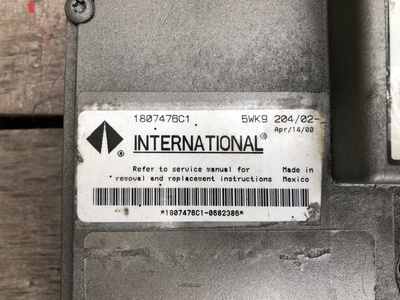 1807476C1 5WK9 204/02-
Apr/14/00
® INTERNATIONAL®
Refer to service manual for Made in
removal and replacement instructions Mexico
*1807476C1-0682386*